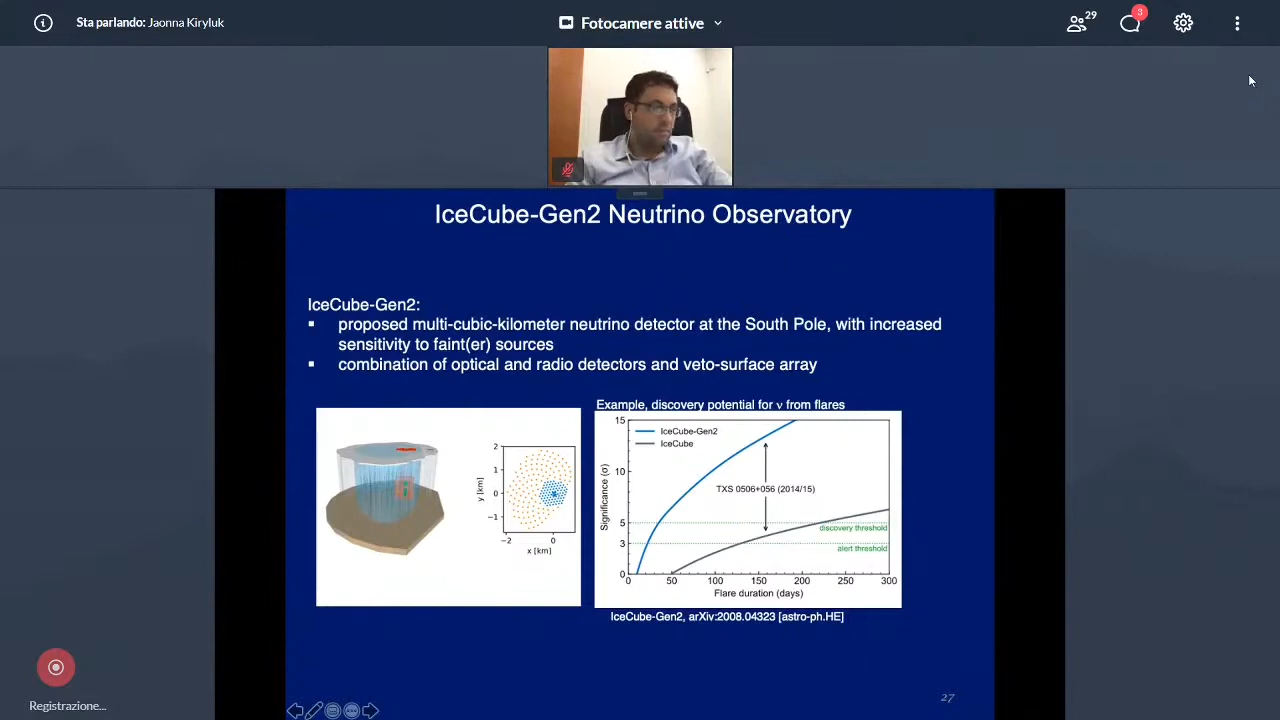 Sta parlando: Jaonna Kiryluk
Fotocamere attive
29
3
IceCube-Gen2 Neutrino Observatory
IceCube-Gen2:
▪ proposed multi-cubic-kilometer neutrino detector at the South Pole, with increased
sensitivity to faint(er) sources
▪ combination of optical and radio detectors and veto-surface array
Example, discovery potential for ν from flares
2
1
0
−1
y [km]
−2
0
x [km]
15
10
5
3
0
Significance (σ)
IceCube-Gen2
IceCube
TXS 0506+056 (2014/15)
discovery threshold
alert threshold
0 50 100 150 200 250 300
Flare duration (days)
IceCube-Gen2, arXiv:2008.04323 [astro-ph.HE]
27
Registrazione...